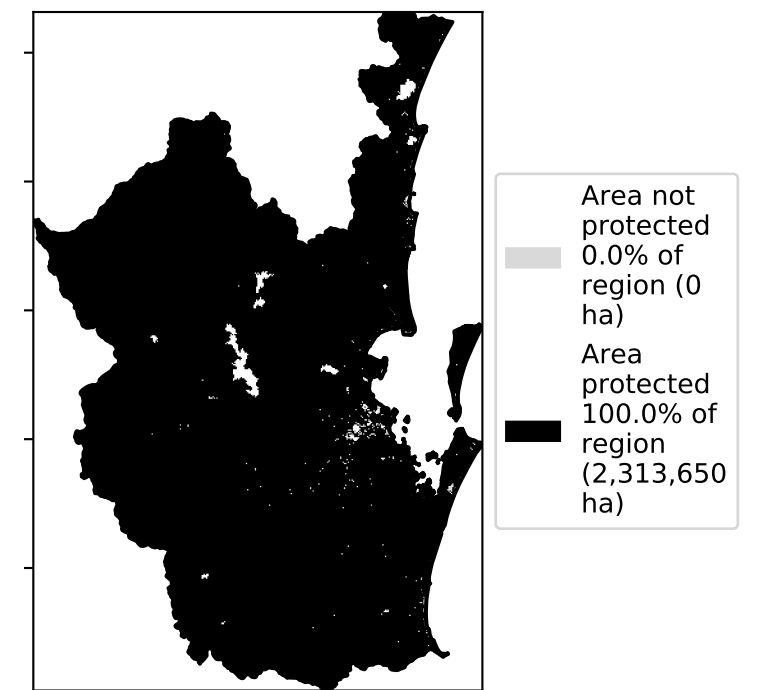 Area not
protected
0.0% of
region (0
ha)
Area
protected
100.0% of
region
(2,313,650
ha)